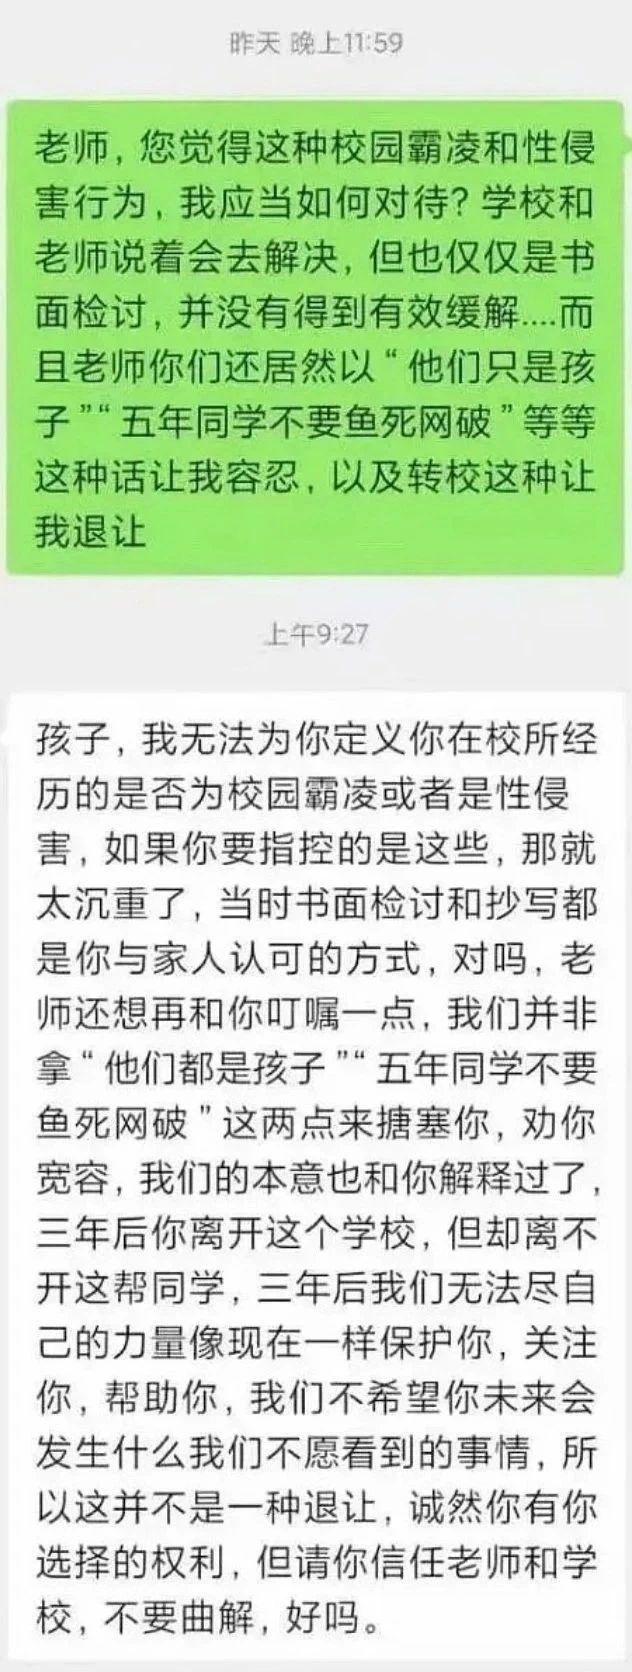 昨天 晚上11:59
老师，您觉得这种校园霸凌和性侵
害行为，我应当如何对待？学校和
老师说着会去解决，但也仅仅是书
面检讨，并没有得到有效缓解....而
且老师你们还居然以“他们只是孩
子”“五年同学不要鱼死网破”等等
这种话让我容忍，以及转校这种让
我退让
上午9:27
孩子，我无法为你定义你在校所经
历的是否为校园霸凌或者是性侵
害，如果你要指控的是这些，那就
太沉重了，当时书面检讨和抄写都
是你与家人认可的方式，对吗，老
师还想再和你叮嘱一点，我们并非
拿“他们都是孩子”“五年同学不要
鱼死网破”这两点来搪塞你，劝你
宽容，我们的本意也和你解释过了，
三年后你离开这个学校，但却离不
开这帮同学，三年后我们无法尽自
己的力量像现在一样保护你，关注
你，帮助你，我们不希望你未来会
发生什么我们不愿看到的事情，所
以这并不是一种退让，诚然你有你
选择的权利，但请你信任老师和学
校，不要曲解，好吗。